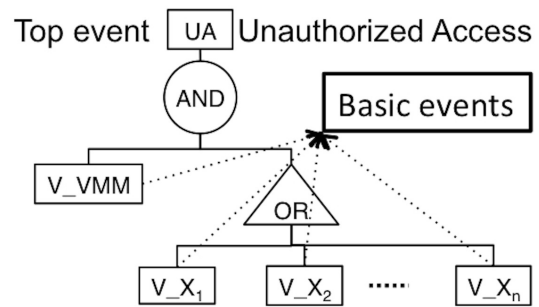 Top event UA Unauthorized Access
AND
Basic events
V_VMM
OR
V_X₁ V_X₂ ...... V_Xₙ